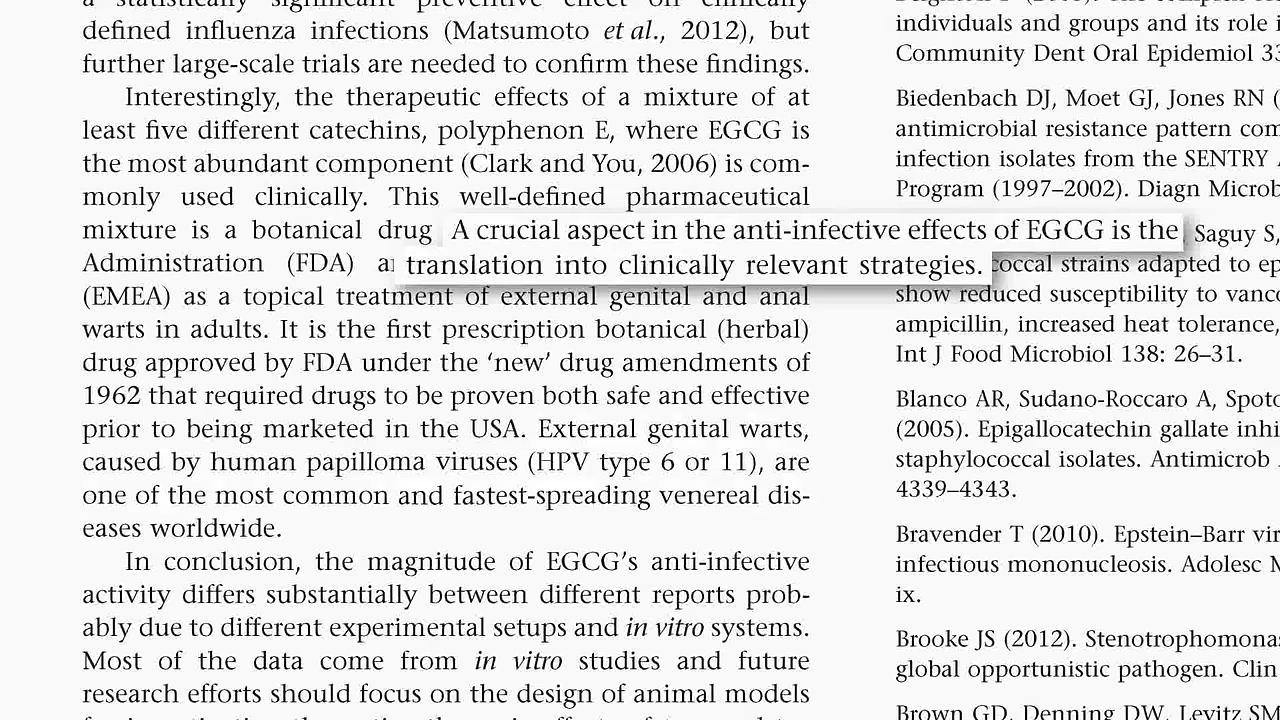 a statistically significant preventive effect on clinically
defined influenza infections (Matsumoto et al., 2012), but
further large-scale trials are needed to confirm these findings.
Interestingly, the therapeutic effects of a mixture of at
least five different catechins, polyphenon E, where EGCG is
the most abundant component (Clark and You, 2006) is com-
monly used clinically. This well-defined pharmaceutical
mixture is a botanical drug
Administration (FDA)
(EMEA) as a topical treatment of external genital and anal
warts in adults. It is the first prescription botanical (herbal)
drug approved by FDA under the ‘new’ drug amendments of
1962 that required drugs to be proven both safe and effective
prior to being marketed in the USA. External genital warts,
caused by human papilloma viruses (HPV type 6 or 11), are
one of the most common and fastest-spreading venereal dis-
eases worldwide.
In conclusion, the magnitude of EGCG’s anti-infective
activity differs substantially between different reports prob-
ably due to different experimental setups and in vitro systems.
Most of the data come from in vitro studies and future
research efforts should focus on the design of animal models
A crucial aspect in the anti-infective effects of EGCG is the
translation into clinically relevant strategies.
individuals and groups and its role
Community Dent Oral Epidemiol 33
Biedenbach DJ, Moet GJ, Jones RN (
antimicrobial resistance pattern
infection isolates from the SENTRY
Program (1997–2002). Diagn
Saguy S,
coccal strains adapted to
show reduced susceptibility to
ampicillin, increased heat tolerance,
Int J Food Microbiol 138: 26–31.
Blanco AR, Sudano-Roccaro A,
(2005). Epigallocatechin gallate
staphylococcal isolates. Antimicrob
4339–4343.
Bravender T (2010). Epstein–Barr
infectious mononucleosis. Adolesc
ix.
Brooke JS (2012).
global opportunistic pathogen. Clin
Brown GD, Denning DW, Levitz SM